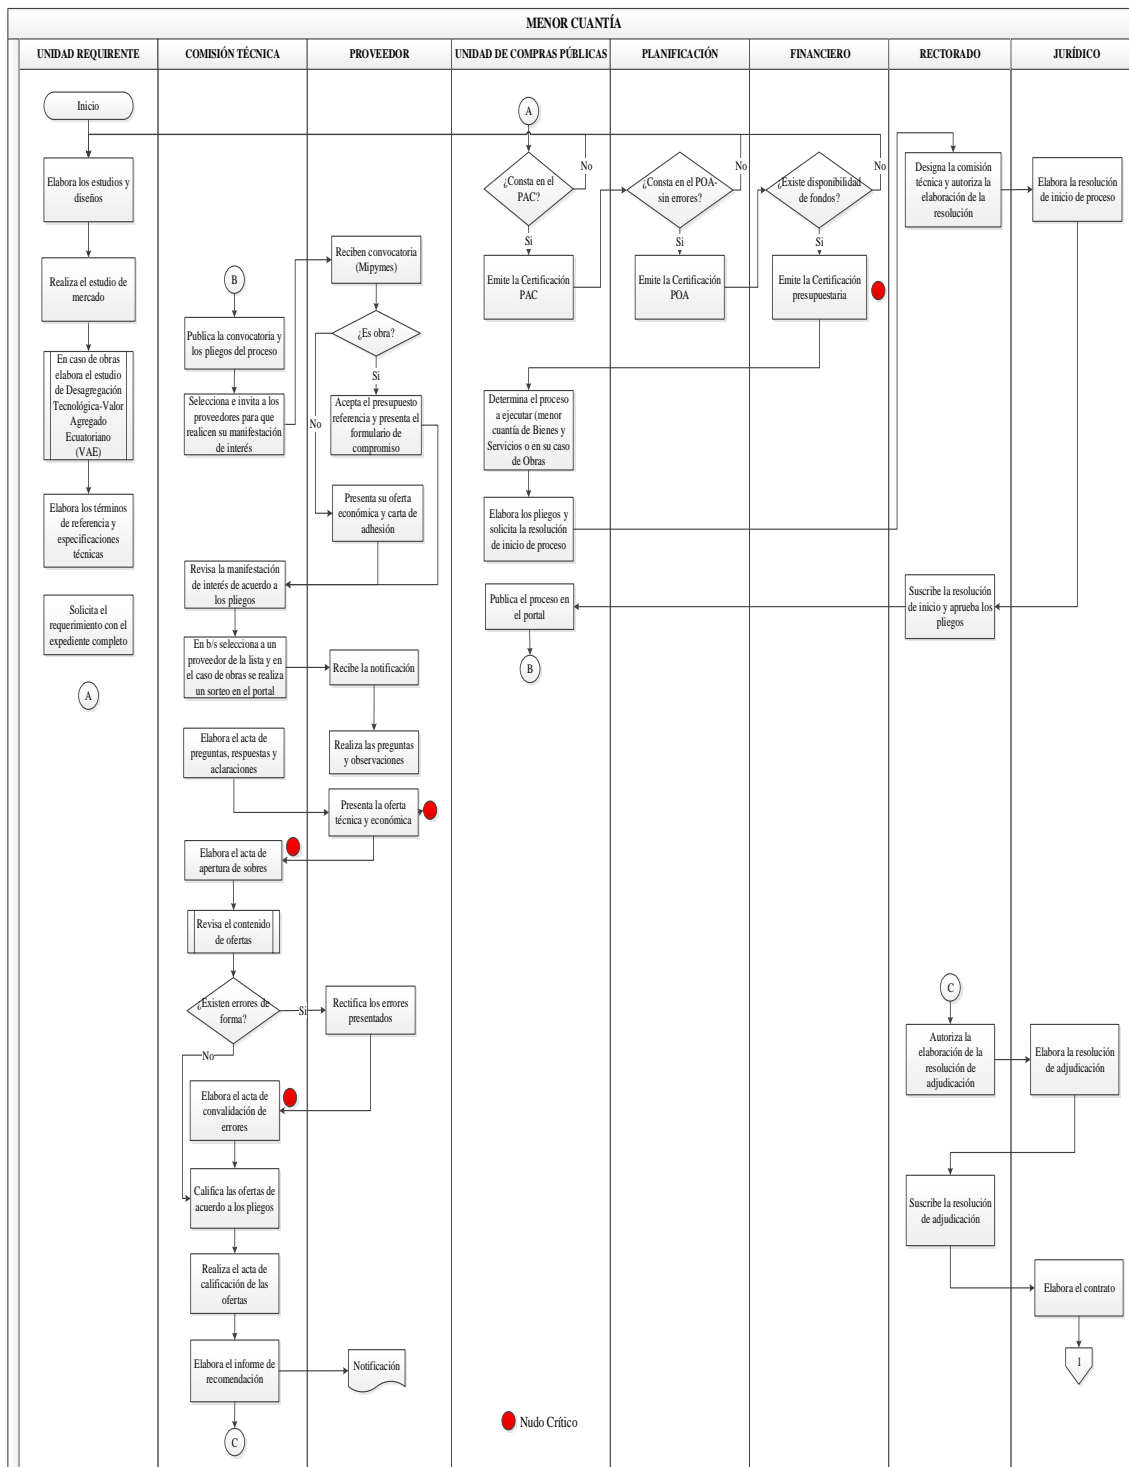 MENOR CUANTÍA
UNIDAD REQUIRENTE
COMISIÓN TÉCNICA
PROVEEDOR
UNIDAD DE COMPRAS PÚBLICAS
PLANIFICACIÓN
FINANCIERO
RECTORADO
JURÍDICO
Inicio
Elabora los estudios y
diseños
Realiza el estudio de
mercado
En caso de obras
elabora el estudio
de Desagregación
Tecnológica-Valor
Agregado
Ecuatoriano
(VAE)
Elabora los términos
de referencia y
especificaciones
técnicas
Solicita el
requerimiento con el
expediente completo
A
B
Publica la convocatoria y
los pliegos del proceso
Selecciona e invita a los
proveedores para que
realicen su manifestación
de interés
Revisa la manifestación
de interés de acuerdo a
los pliegos
En b/s selecciona a un
proveedor de la lista y en
el caso de obras se realiza
un sorteo en el portal
Elabora el acta de
preguntas, respuestas y
aclaraciones
Elabora el acta de
apertura de sobres
Revisa el contenido
de ofertas
¿Existen errores de
forma?
Si
No
Elabora el acta de
convalidación de
errores
Califica las ofertas de
acuerdo a los pliegos
Realiza el acta de
calificación de las
ofertas
Elabora el informe de
recomendación
C
Reciben convocatoria
(Mipymes)
¿Es obra?
Si
No
Acepta el presupuesto
referencia y presenta el
formulario de
compromiso
Presenta su oferta
económica y carta de
adhesión
Recibe la notificación
Realiza las preguntas
y observaciones
Presenta la oferta
técnica y económica
Rectifica los errores
presentados
Notificación
A
¿Consta en el
PAC?
No
Si
Emite la Certificación
PAC
Determina el proceso
a ejecutar (menor
cuantía de Bienes y
Servicios o en su caso
de Obras
Elabora los pliegos y
solicita la resolución
de inicio de proceso
Publica el proceso en
el portal
B
Nudo Crítico
¿Consta en el POA-
sin errores?
No
Si
Emite la Certificación
POA
¿Existe disponibilidad
de fondos?
No
Si
Emite la Certificación
presupuestaria
Designa la comisión
técnica y autoriza la
elaboración de la
resolución
Suscribe la resolución
de inicio y aprueba los
pliegos
C
Autoriza la
elaboración de la
resolución de
adjudicación
Suscribe la resolución
de adjudicación
Elabora la resolución
de inicio de proceso
Elabora la resolución
de adjudicación
Elabora el contrato
1